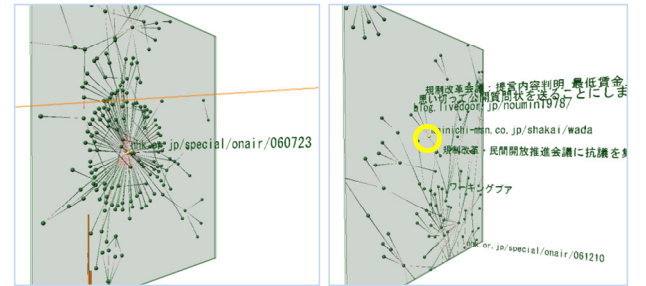 nhk.or.jp/special/onair/060723
規制改革会議：提言内容判明 最低賃金
思い切って公開質問状を送ることにしま
blog.livedoor.jp/noumin1978/
ainichi-msn.co.jp/shakai/wada
規制改革・民間開放推進会議に抗議を集
ワーキングプア
nhk.or.jp/special/onair/061210